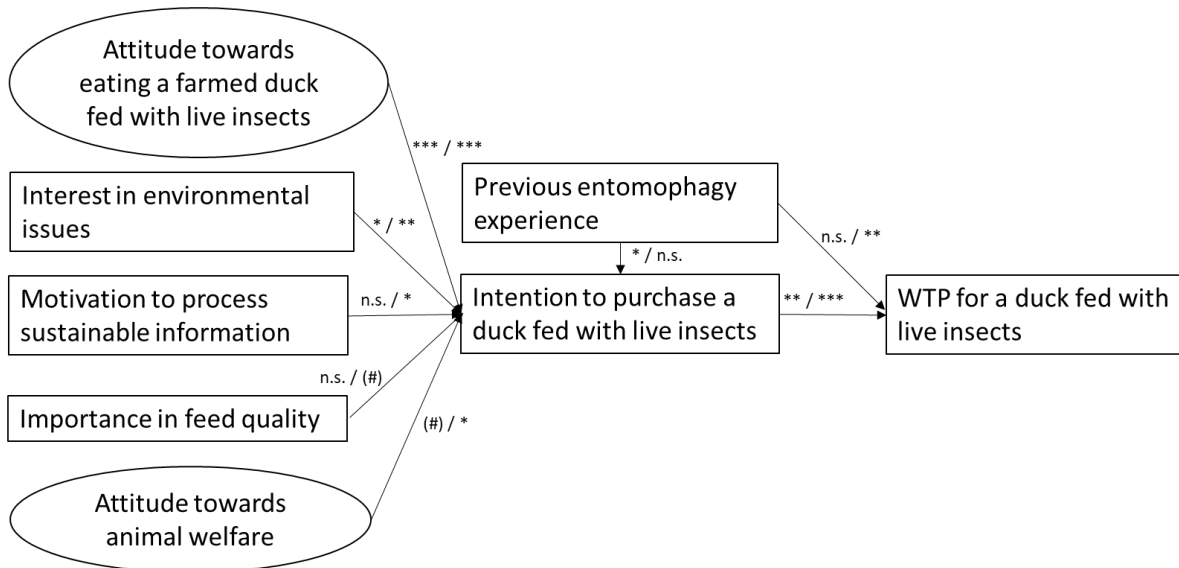 Attitude towards
eating a farmed duck
fed with live insects
*** / ***
Interest in environmental
issues
* / **
Previous entomophagy
experience
n.s. / **
* / n.s.
Motivation to process
sustainable information
n.s. / *
Intention to purchase a
duck fed with live insects
** / ***
WTP for a duck fed with
live insects
n.s. / (#)
Importance in feed quality
(#) / *
Attitude towards
animal welfare